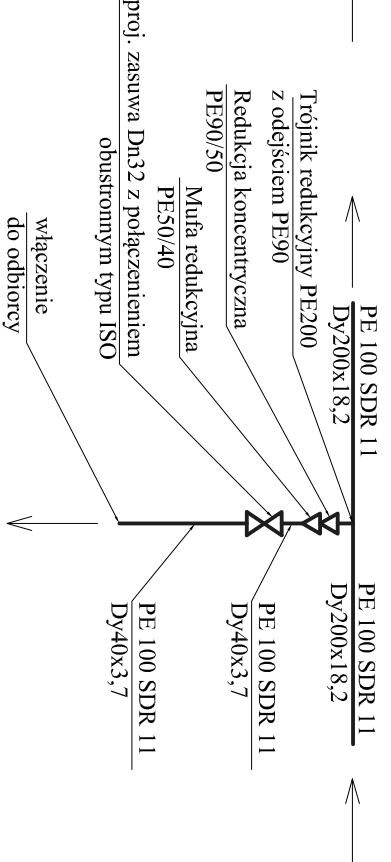 PE 100 SDR 11
Dy200x18,2
PE 100 SDR 11
Dy200x18,2
Trójnik redukcyjny PE200
z odejściem PE90
Redukcja koncentryczna
PE90/50
Mufa redukcyjna
PE50/40
proj. zasuwa Dn32 z połączeniem
obustronnym typu ISO
włączenie
do odbiorcy
PE 100 SDR 11
Dy40x3,7
PE 100 SDR 11
Dy40x3,7